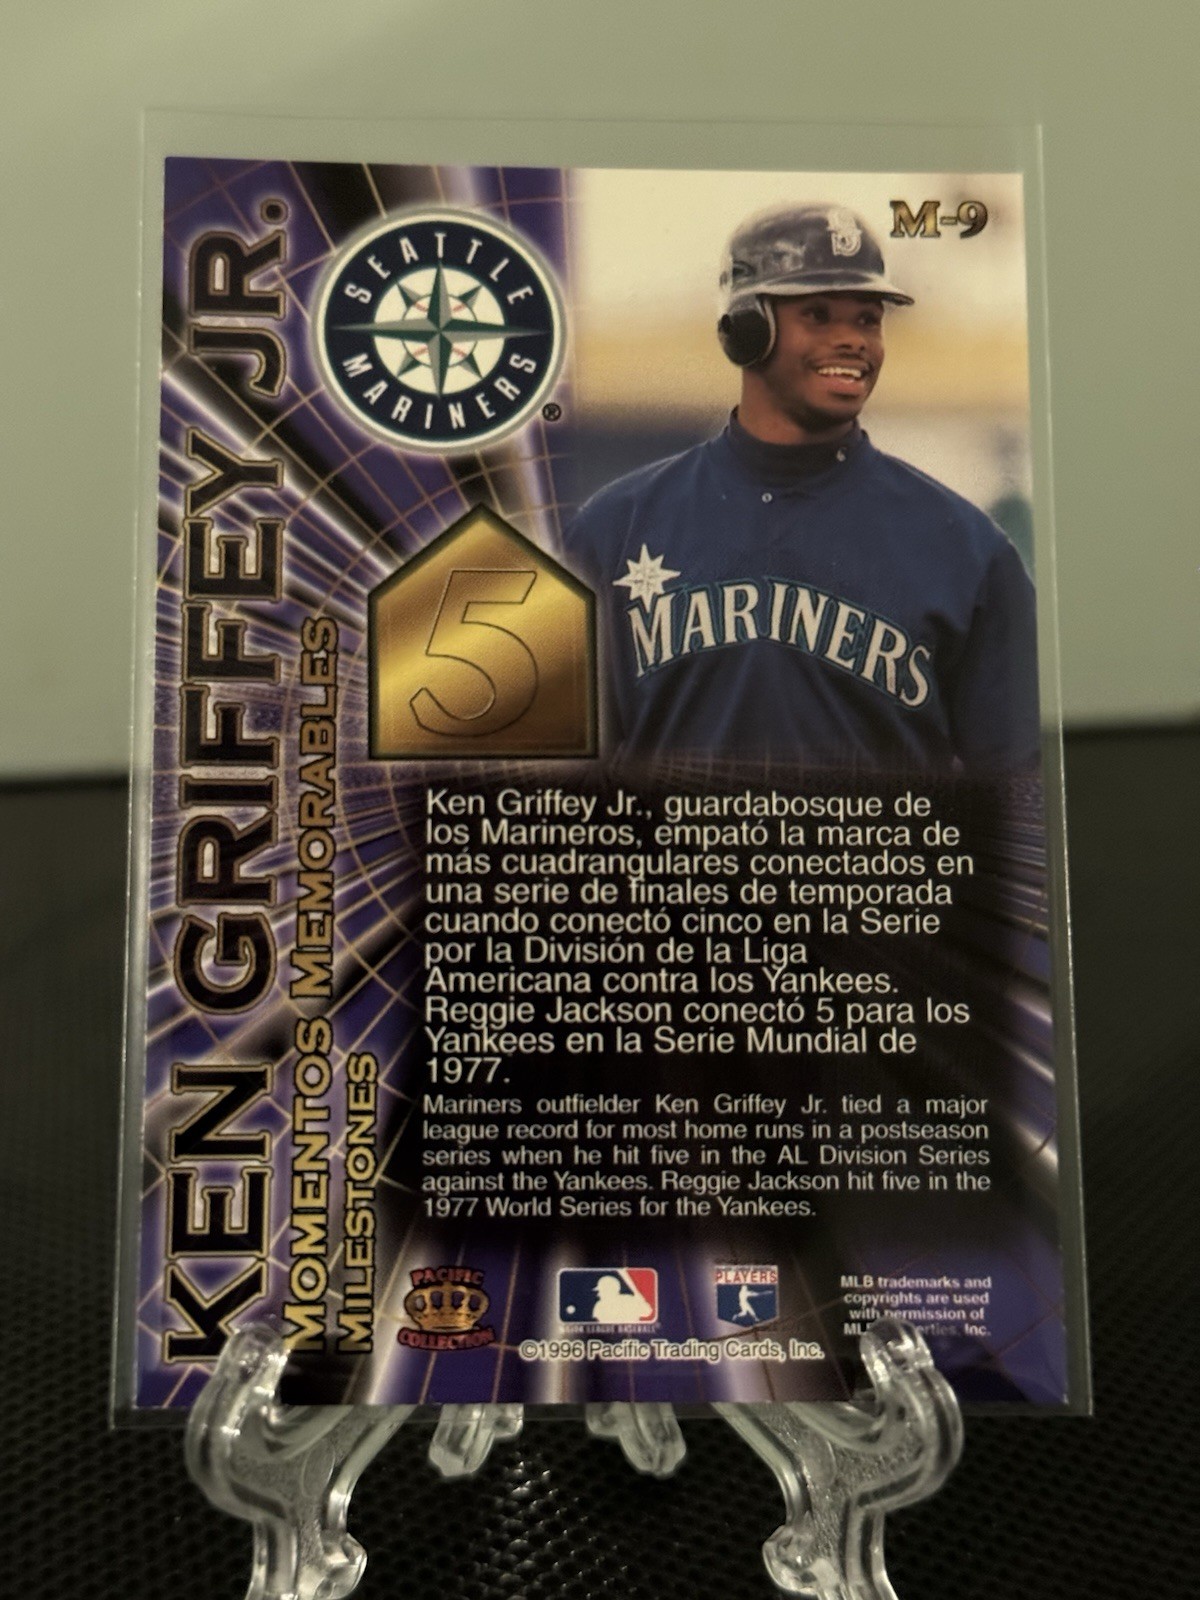 KEN GRIFFEY JR.
MOMENTOS MEMORABLES
MILESTONES
SEATTLE
MARINERS
®
M-9
S
MARINERS
5
Ken Griffey Jr., guardabosque de
los Marineros, empató la marca de
más cuadrangulares conectados en
una serie de finales de temporada
cuando conectó cinco en la Serie
por la División de la Liga
Americana contra los Yankees.
Reggie Jackson conectó 5 para los
Yankees en la Serie Mundial de
1977.
Mariners outfielder Ken Griffey Jr. tied a major
league record for most home runs in a postseason
series when he hit five in the AL Division Series
against the Yankees. Reggie Jackson hit five in the
1977 World Series for the Yankees.
PACIFIC
COLLECTION
MAJOR LEAGUE BASEBALL
PLAYERS
©1996 Pacific Trading Cards, Inc.
MLB trademarks and
copyrights are used
with permission of
Inc.